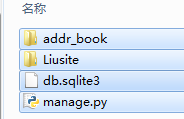 名称
addr_book
Liusite
db.sqlite3
manage.py